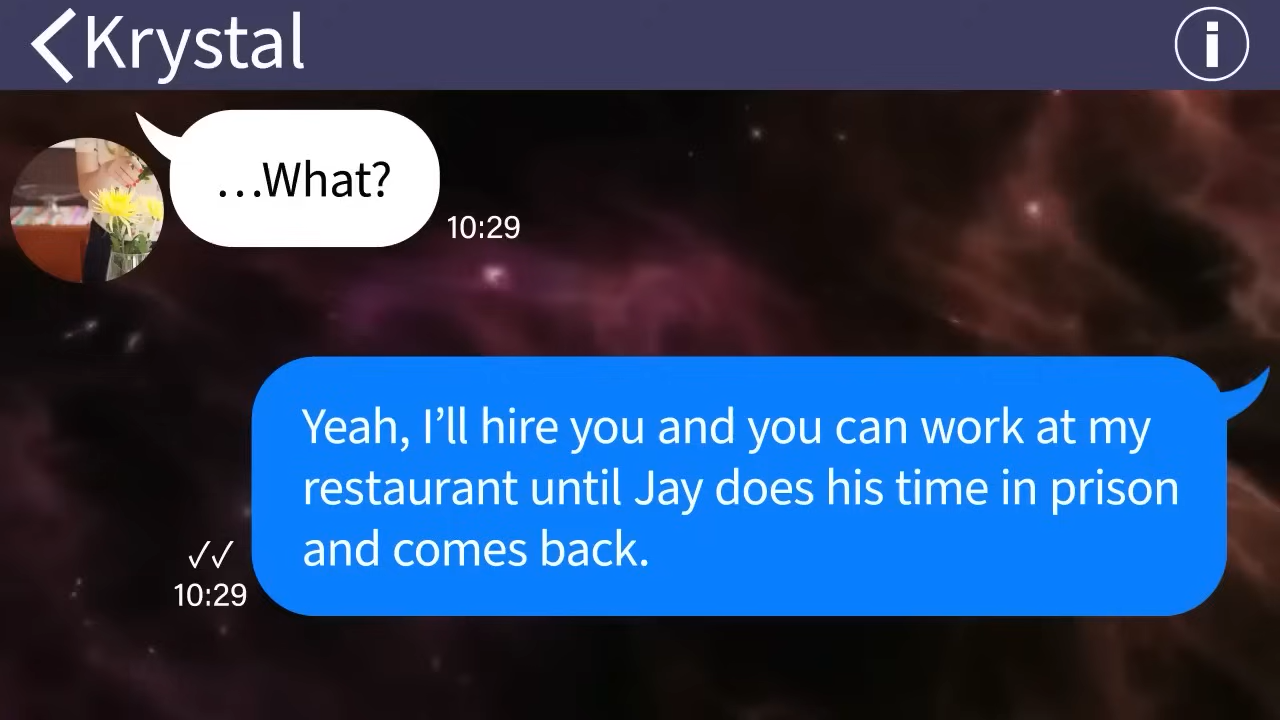 Krystal
...What?
10:29
Yeah, I’ll hire you and you can work at my
restaurant until Jay does his time in prison
and comes back.
10:29